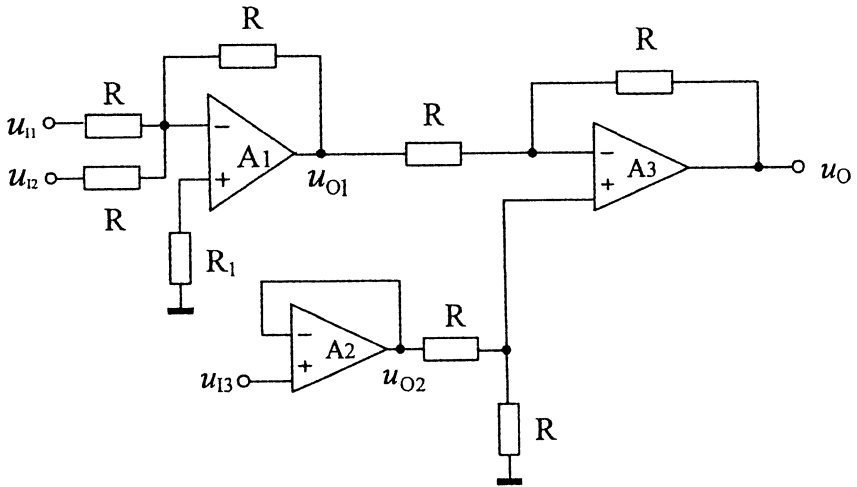 R
R
R
u_I1
R
−
A1
+
u_I2
R
u_O1
−
A3
+
u_O
R1
R
−
A2
+
u_I3
u_O2
R